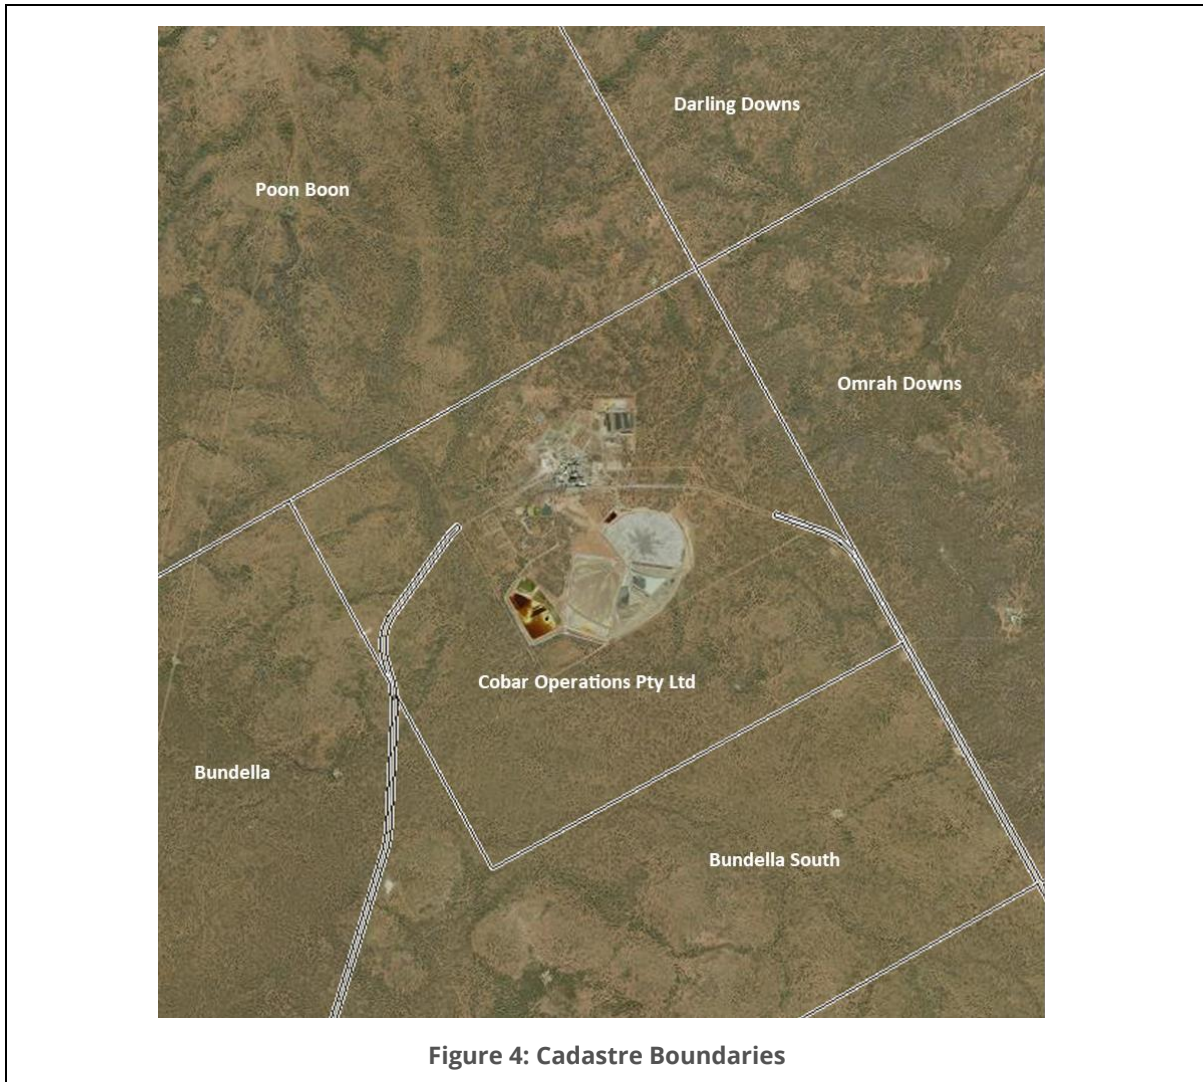 Darling Downs
Poon Boon
Omrah Downs
Cobar Operations Pty Ltd
Bundella
Bundella South
Figure 4: Cadastre Boundaries